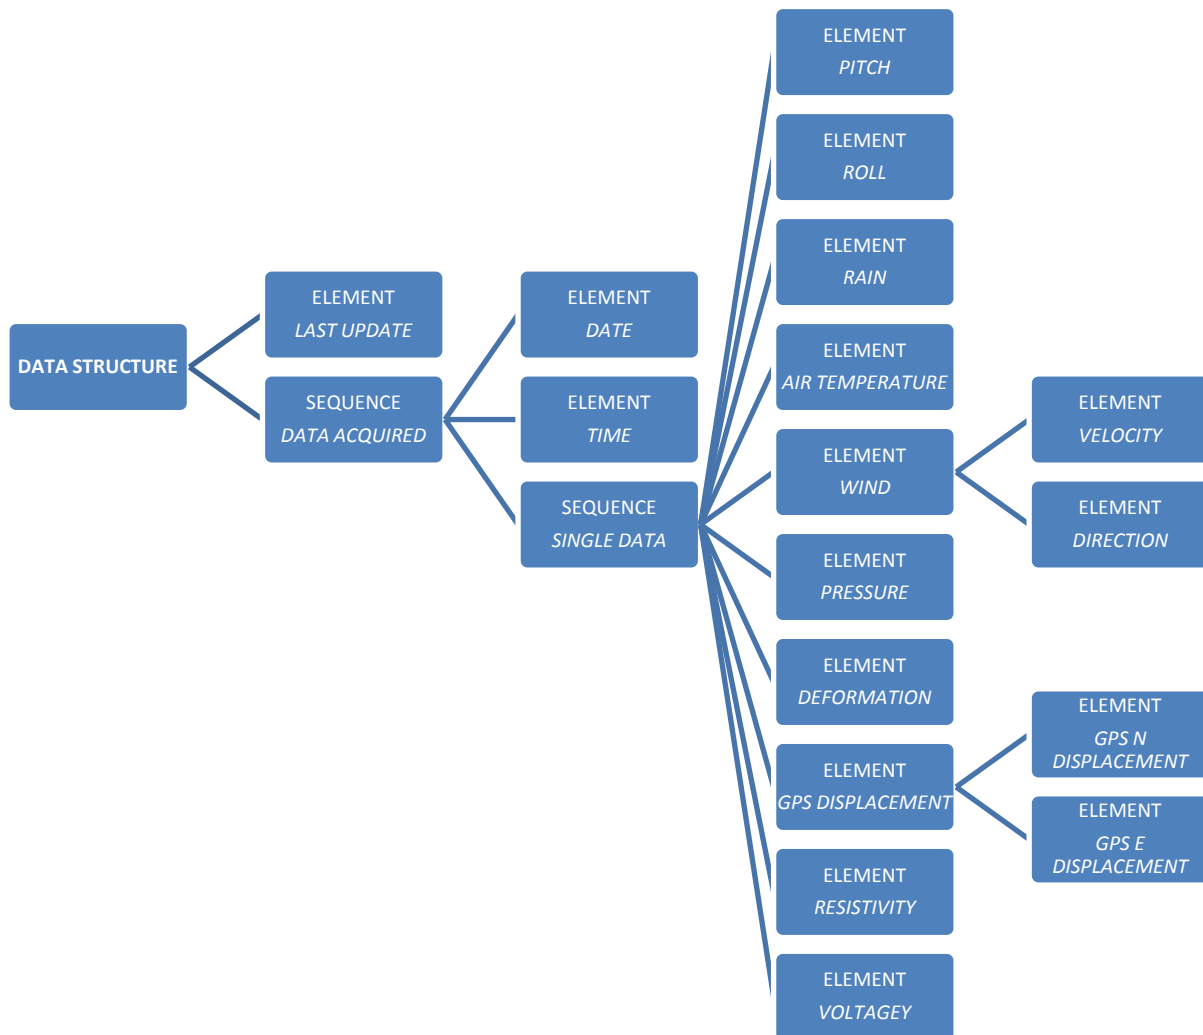 DATA STRUCTURE
ELEMENT
LAST UPDATE
SEQUENCE
DATA ACQUIRED
ELEMENT
DATE
ELEMENT
TIME
SEQUENCE
SINGLE DATA
ELEMENT
PITCH
ELEMENT
ROLL
ELEMENT
RAIN
ELEMENT
AIR TEMPERATURE
ELEMENT
WIND
ELEMENT
PRESSURE
ELEMENT
DEFORMATION
ELEMENT
GPS DISPLACEMENT
ELEMENT
RESISTIVITY
ELEMENT
VOLTAGEY
ELEMENT
VELOCITY
ELEMENT
DIRECTION
ELEMENT
GPS N
DISPLACEMENT
ELEMENT
GPS E
DISPLACEMENT